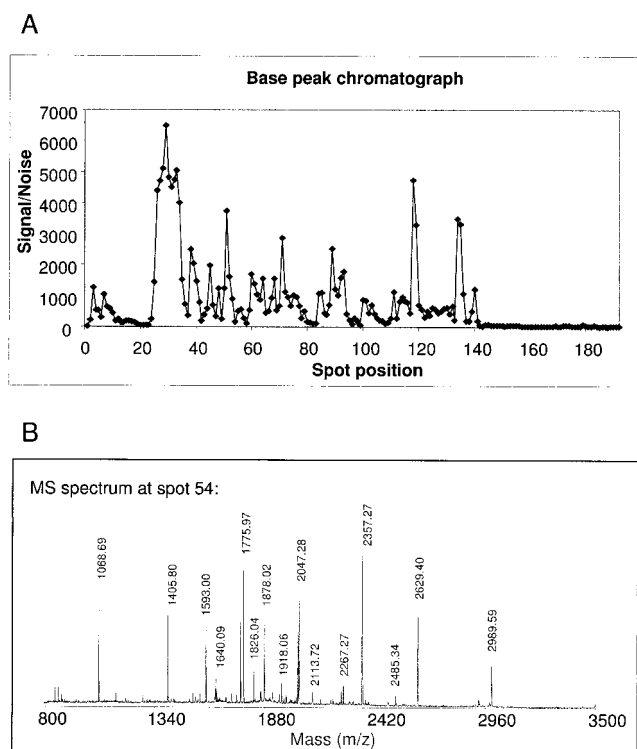 A
Base peak chromatograph
Signal/Noise
7000
6000
5000
4000
3000
2000
1000
0
0 20 40 60 80 100 120 140 160 180
Spot position
B
MS spectrum at spot 54:
1068.69
1405.80
1593.00
1640.09
1775.97
1826.04
1878.02
1918.06
2047.28
2113.72
2267.27
2357.27
2485.34
2629.40
2989.59
800 1340 1880 2420 2960 3500
Mass (m/z)